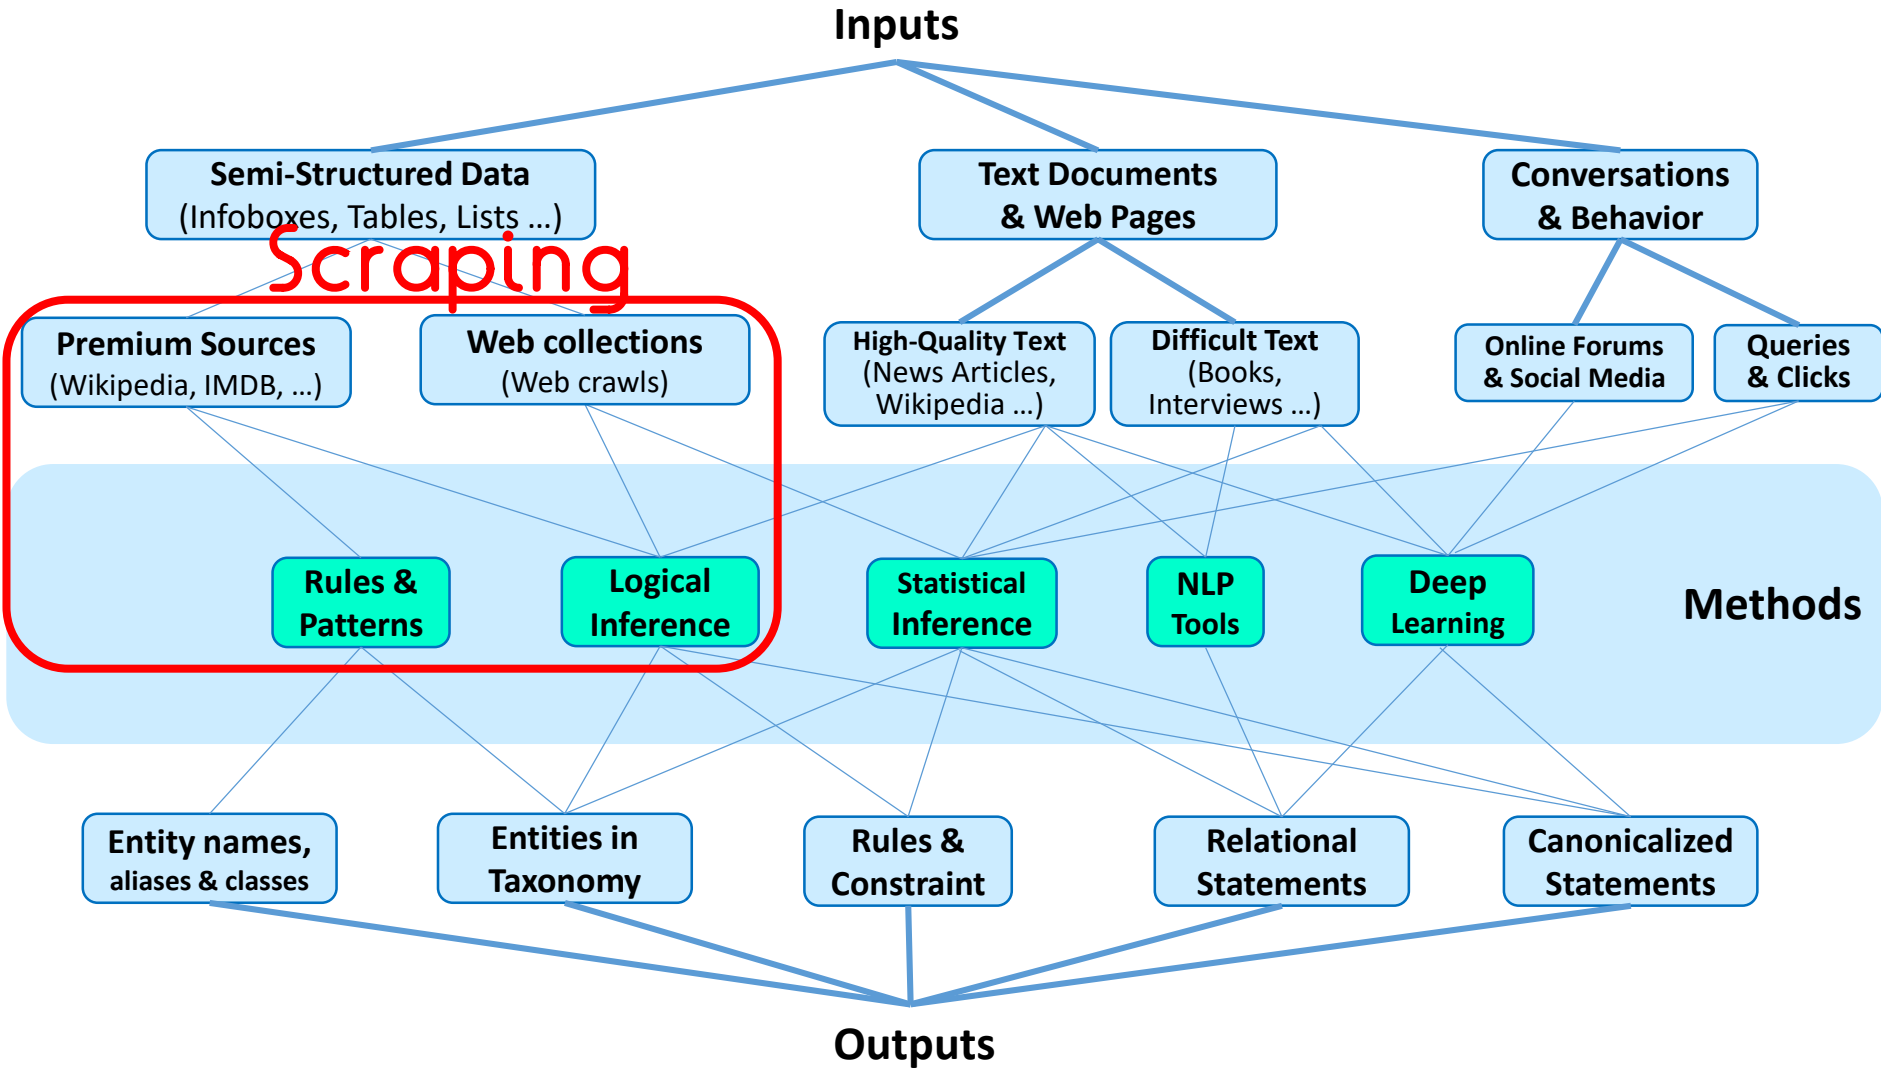 Inputs
Semi-Structured Data
(Infoboxes, Tables, Lists ...)
Text Documents
& Web Pages
Conversations
& Behavior
Scraping
Premium Sources
(Wikipedia, IMDB, ...)
Web collections
(Web crawls)
High-Quality Text
(News Articles,
Wikipedia ...)
Difficult Text
(Books,
Interviews ...)
Online Forums
& Social Media
Queries
& Clicks
Rules &
Patterns
Logical
Inference
Statistical
Inference
NLP
Tools
Deep
Learning
Methods
Entity names,
aliases & classes
Entities in
Taxonomy
Rules &
Constraint
Relational
Statements
Canonicalized
Statements
Outputs